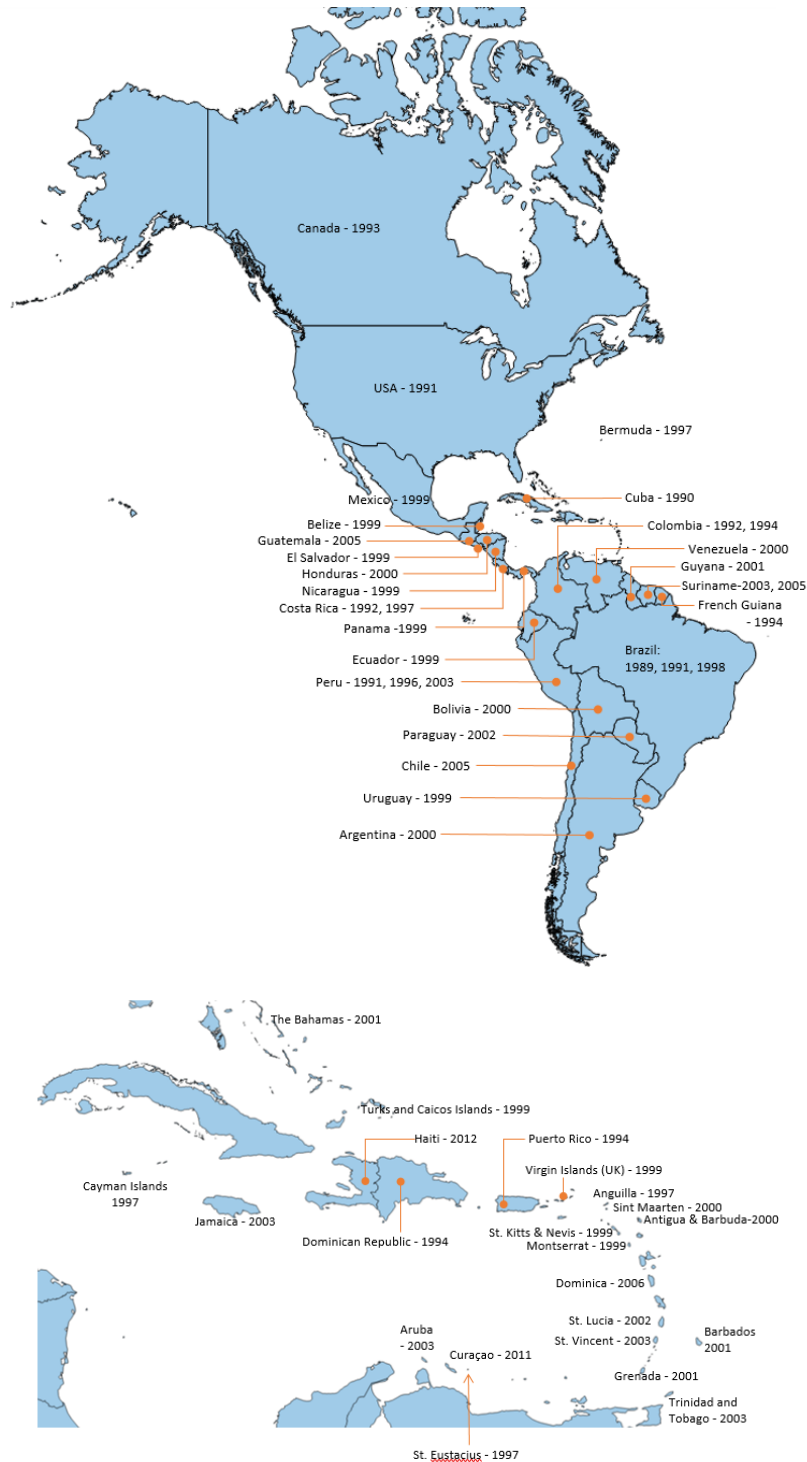 Canada - 1993
USA - 1991
Bermuda - 1997
Mexico - 1999
Cuba - 1990
Belize - 1999
Colombia - 1992, 1994
Guatemala - 2005
Venezuela - 2000
El Salvador - 1999
Guyana - 2001
Honduras - 2000
Suriname-2003, 2005
Nicaragua - 1999
French Guiana
- 1994
Costa Rica - 1992, 1997
Panama -1999
Brazil:
1989, 1991, 1998
Ecuador - 1999
Peru - 1991, 1996, 2003
Bolivia - 2000
Paraguay - 2002
Chile - 2005
Uruguay - 1999
Argentina - 2000
The Bahamas - 2001
Turks and Caicos Islands - 1999
Haiti - 2012
Puerto Rico - 1994
Virgin Islands (UK) - 1999
Cayman Islands
1997
Anguilla - 1997
Sint Maarten - 2000
Jamaica - 2003
Antigua & Barbuda-2000
St. Kitts & Nevis - 1999
Dominican Republic - 1994
Montserrat - 1999
Dominica - 2006
St. Lucia - 2002
Aruba
- 2003
Barbados
2001
St. Vincent - 2003
Curaçao - 2011
Grenada - 2001
Trinidad and
Tobago - 2003
St. Eustacius - 1997